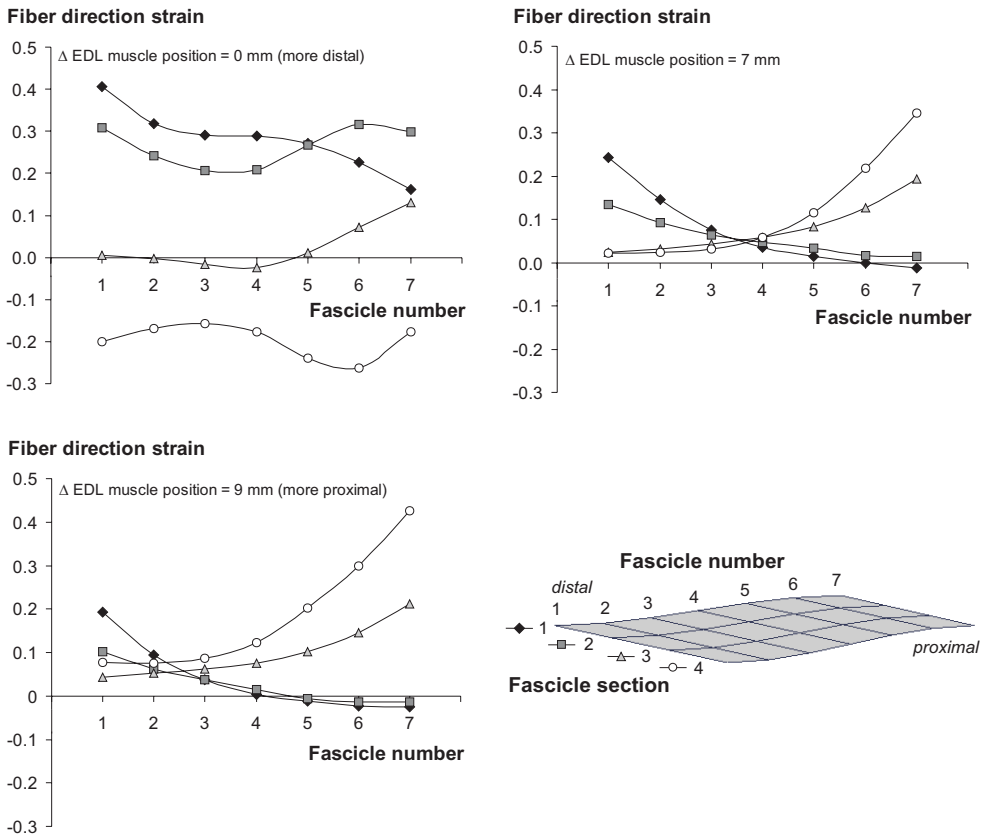 Fiber direction strain
Δ EDL muscle position = 0 mm (more distal)
0.5
0.4
0.3
0.2
0.1
0.0
-0.1
-0.2
-0.3
1 2 3 4 5 6 7
Fascicle number
Fiber direction strain
Δ EDL muscle position = 7 mm
0.5
0.4
0.3
0.2
0.1
0.0
-0.1
-0.2
-0.3
1 2 3 4 5 6 7
Fascicle number
Fiber direction strain
Δ EDL muscle position = 9 mm (more proximal)
0.5
0.4
0.3
0.2
0.1
0
-0.1
-0.2
-0.3
1 2 3 4 5 6 7
Fascicle number
Fascicle number
distal
1 2 3 4 5 6 7
1
2
3
4
proximal
Fascicle section